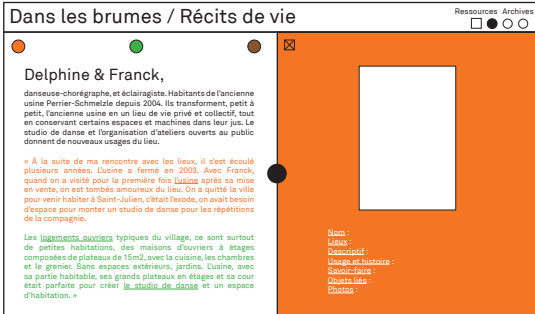 Dans les brumes / Récits de vie
Ressources Archives
Delphine & Franck,
danseuse-chorégraphe, et éclairagiste. Habitants de l'ancienne
usine Perrier-Schmelzle depuis 2004. Ils transforment, petit à
petit, l'ancienne usine en un lieu de vie privé et collectif, tout
en conservant certains espaces et machines dans leur jus. Le
studio de danse et l'organisation d'ateliers ouverts au public
donnent de nouveaux usages du lieu.
« À la suite de ma rencontre avec les lieux, il s'est écoulé
plusieurs années. L'usine a fermé en 2003. Avec Franck,
quand on a visité pour la première fois l'usine après sa mise
en vente, on est tombés amoureux du lieu. On a quitté la ville
pour venir habiter à Saint-Julien, c'était l'exode, on avait besoin
d'espace pour monter un studio de danse pour les répétitions
de la compagnie.
Les logements ouvriers typiques du village, ce sont surtout
de petites habitations, des maisons d'ouvriers à étages
composées de plateaux de 15m2, avec la cuisine, les chambres
et le grenier. Sans espaces extérieurs, jardins. L'usine, avec
sa partie habitable, ses grands plateaux en étages et sa cour
était parfaite pour créer le studio de danse et un espace
d'habitation. »
Nom :
Lieux :
Descriptif :
Usage et histoire :
Savoir-faire :
Objets liés :
Photos :